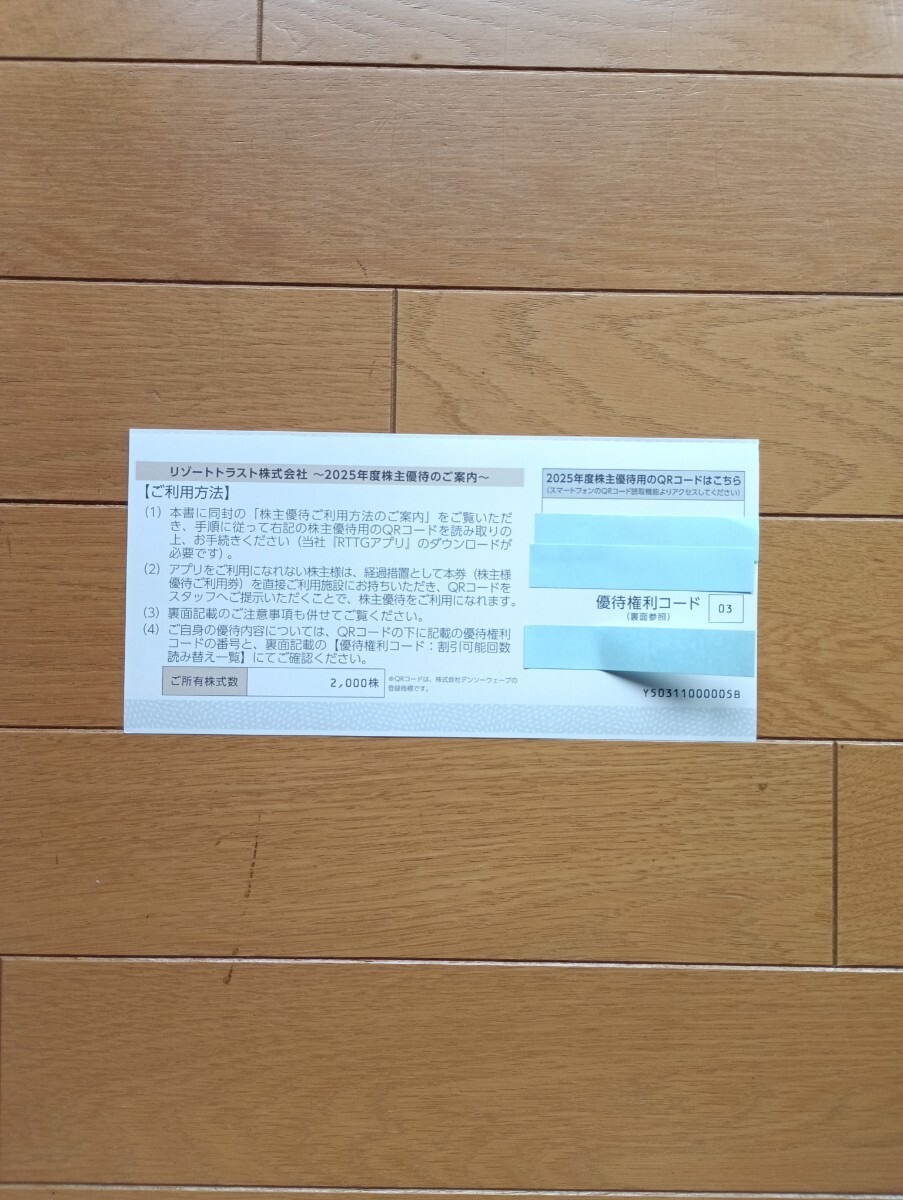 リゾートトラスト株式会社 ～2025年度株主優待のご案内～
【ご利用方法】
(1) 本書に同封の「株主優待ご利用方法のご案内」をご覧いただ
き、手順に従って右記の株主優待用のQRコードを読み取りの
上、お手続きください（当社『RTTGアプリ』のダウンロードが
必要です）。
(2) アプリをご利用になれない株主様は、経過措置として本券（株主様
優待ご利用券）を直接ご利用施設にお持ちいただき、QRコードを
スタッフへご提示いただくことで、株主優待をご利用になれます。
(3) 裏面記載のご注意事項も併せてご覧ください。
(4) ご自身の優待内容については、QRコードの下に記載の優待権利
コードの番号と、裏面記載の【優待権利コード：割引可能回数
読み替え一覧】にてご確認ください。
ご所有株式数 2,000株
※QRコードは、株式会社デンソーウェーブの
登録商標です。
2025年度株主優待用のQRコードはこちら
(スマートフォンのQRコード読取機能よりアクセスしてください)
優待権利コード 03
(裏面参照)
Y50311000005B